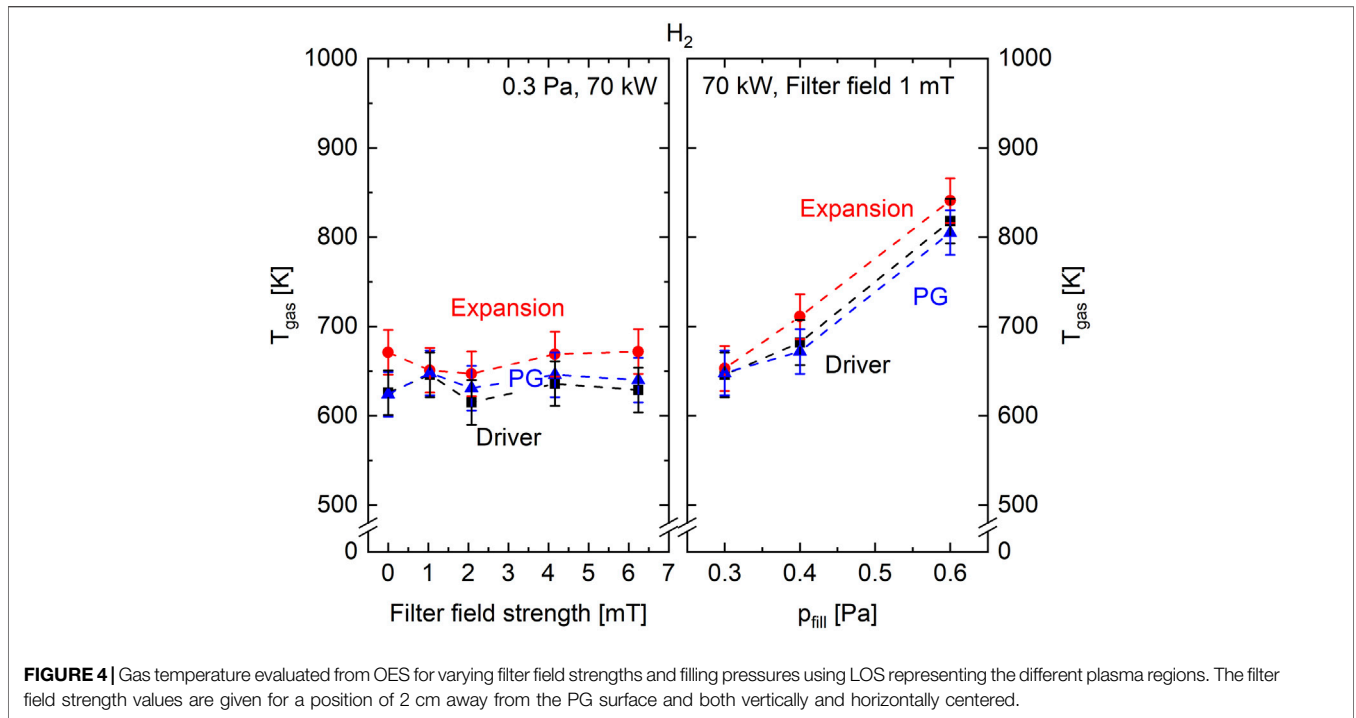 H2
0.3 Pa, 70 kW
70 kW, Filter field 1 mT
1000
900
800
700
600
500
0
Tgas [K]
Expansion
PG
Driver
0 1 2 3 4 5 6 7
Filter field strength [mT]
Expansion
PG
Driver
0.3 0.4 0.5 0.6
pfill [Pa]
1000
900
800
700
600
500
0
Tgas [K]
FIGURE 4 | Gas temperature evaluated from OES for varying filter field strengths and filling pressures using LOS representing the different plasma regions. The filter
field strength values are given for a position of 2 cm away from the PG surface and both vertically and horizontally centered.